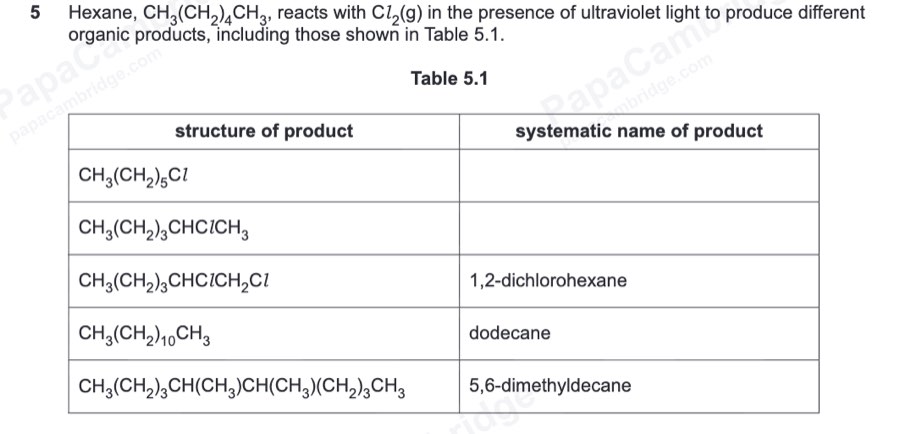 5 Hexane, CH₃(CH₂)₄CH₃, reacts with Cl₂(g) in the presence of ultraviolet light to produce different
organic products, including those shown in Table 5.1.
Table 5.1
structure of product systematic name of product
CH₃(CH₂)₅Cl
CH₃(CH₂)₃CHClCH₃
CH₃(CH₂)₃CHClCH₂Cl 1,2-dichlorohexane
CH₃(CH₂)₁₀CH₃ dodecane
CH₃(CH₂)₃CH(CH₃)CH(CH₃)(CH₂)₃CH₃ 5,6-dimethyldecane
PapaCambridge
papacambridge.com